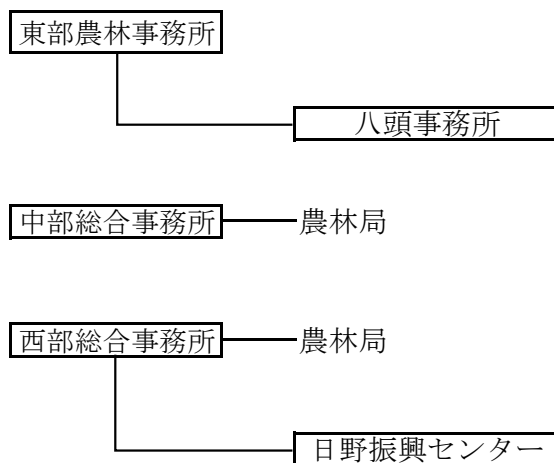 東部農林事務所
八頭事務所
中部総合事務所
農林局
西部総合事務所
農林局
日野振興センター